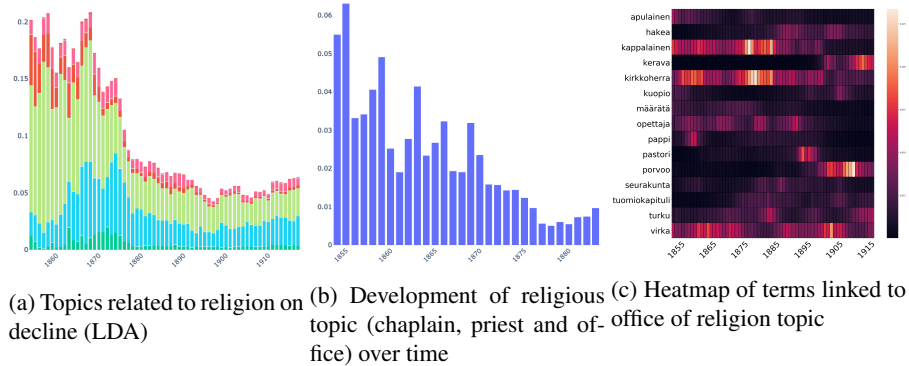 0.2
0.15
0.1
0.05
0
1860
1870
1880
1890
1900
1910
(a) Topics related to religion on
decline (LDA)
0.06
0.05
0.04
0.03
0.02
0.01
0
1855
1860
1865
1870
1875
1880
(b) Development of religious
topic (chaplain, priest and of-
fice) over time
apulainen
hakea
kappalainen
kerava
kirkkoherra
kuopio
määrätä
opettaja
pappi
pastori
porvoo
seurakunta
tuomiokapituli
turku
virka
1855
1865
1875
1885
1895
1905
1915
(c) Heatmap of terms linked to
office of religion topic